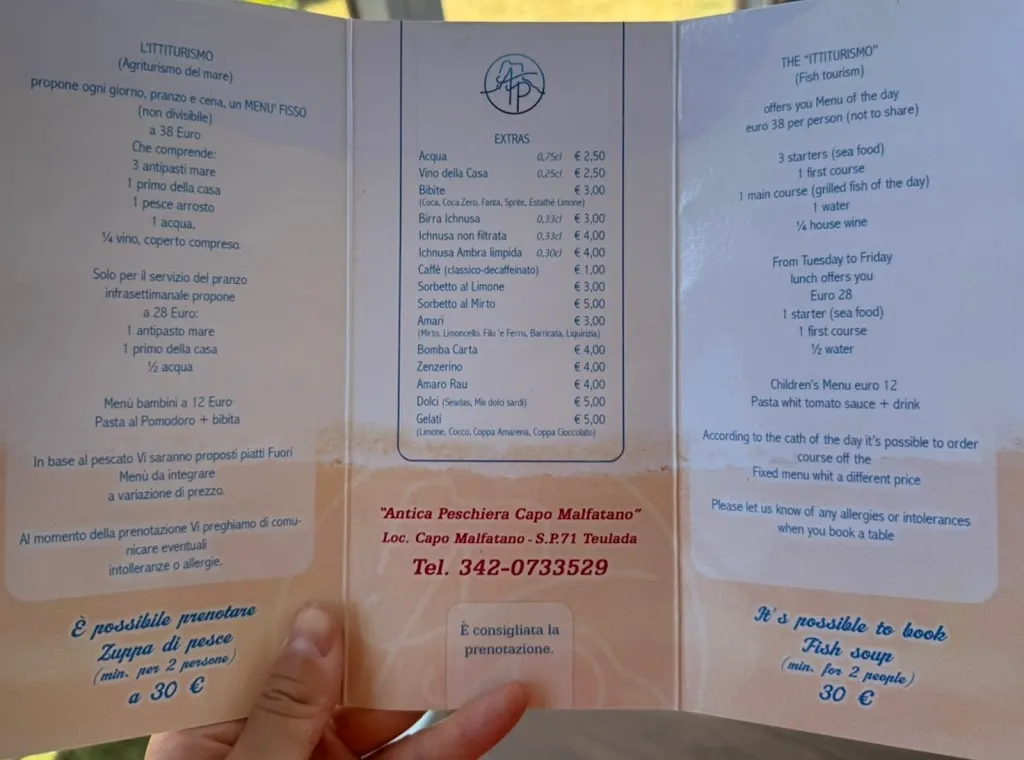 L'ITTITURISMO
(Agriturismo del mare)
propone ogni giorno, pranzo e cena, un MENU' FISSO
(non divisibile)
a 38 Euro
Che comprende:
3 antipasti mare
1 primo della casa
1 pesce arrosto
1 acqua,
¼ vino, coperto compreso.
Solo per il servizio del pranzo
infrasettimanale propone
a 28 Euro:
1 antipasto mare
1 primo della casa
½ acqua
Menù bambini a 12 Euro
Pasta al Pomodoro + bibita
In base al pescato Vi saranno proposti piatti Fuori
Menù da integrare
a variazione di prezzo.
Al momento della prenotazione Vi preghiamo di comu-
nicare eventuali
intolleranze o allergie.
È possibile prenotare
Zuppa di pesce
(min. per 2 persone)
a 30 €
AP
EXTRAS
Acqua 0,75cl € 2,50
Vino della Casa 0,25cl € 2,50
Bibite € 3,00
(Coca, Coca Zero, Fanta, Sprite, Estathè Limone)
Birra Ichnusa 0,33cl € 3,00
Ichnusa non filtrata 0,33cl € 4,00
Ichnusa Ambra limpida 0,30cl € 4,00
Caffè (classico-decaffeinato) € 1,00
Sorbetto al Limone € 3,00
Sorbetto al Mirto € 5,00
Amari € 3,00
(Mirto, Limoncello, Filu 'e Ferru, Barricata, Liquirizia)
Bomba Carta € 4,00
Zenzerino € 4,00
Amaro Rau € 4,00
Dolci (Seadas, Mix dolci sardi) € 5,00
Gelati € 5,00
(Limone, Cocco, Coppa Amarena, Coppa Cioccolato)
"Antica Peschiera Capo Malfatano"
Loc. Capo Malfatano - S.P.71 Teulada
Tel. 342-0733529
È consigliata la
prenotazione.
THE "ITTITURISMO"
(Fish tourism)
offers you Menu of the day
euro 38 per person (not to share)
3 starters (sea food)
1 first course
1 main course (grilled fish of the day)
1 water
¼ house wine
From Tuesday to Friday
lunch offers you
Euro 28
1 starter (sea food)
1 first course
½ water
Children's Menu euro 12
Pasta whit tomato sauce + drink
According to the cath of the day it's possible to order
course off the
Fixed menu whit a different price
Please let us know of any allergies or intolerances
when you book a table
It's possible to book
Fish soup
(min. for 2 people)
30 €